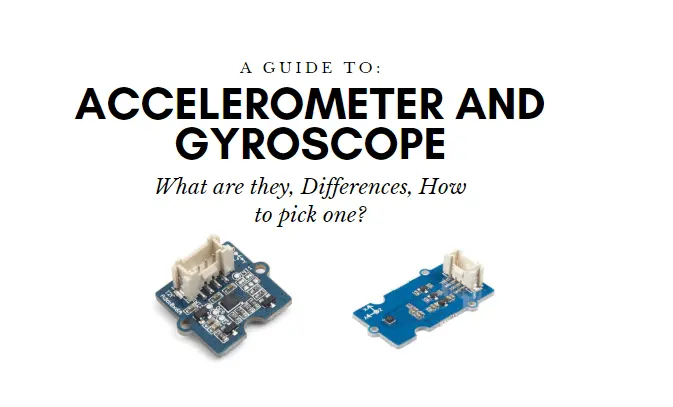 A GUIDE TO:
ACCELEROMETER AND
GYROSCOPE
What are they, Differences, How
to pick one?